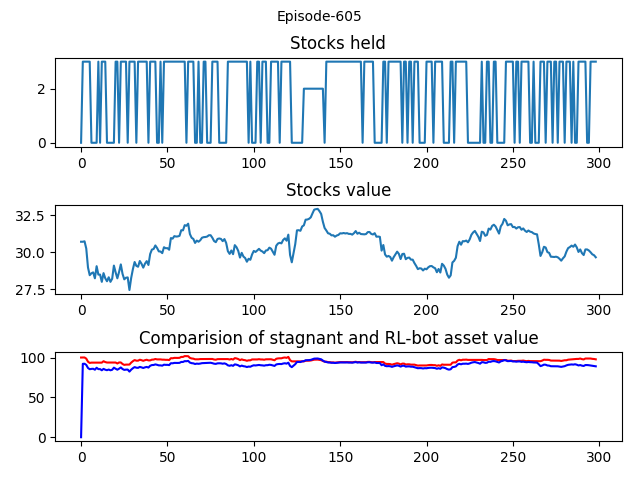 Episode-605
Stocks held
2
0
0 50 100 150 200 250 300
Stocks value
32.5
30.0
27.5
0 50 100 150 200 250 300
Comparision of stagnant and RL-bot asset value
100
50
0
0 50 100 150 200 250 300